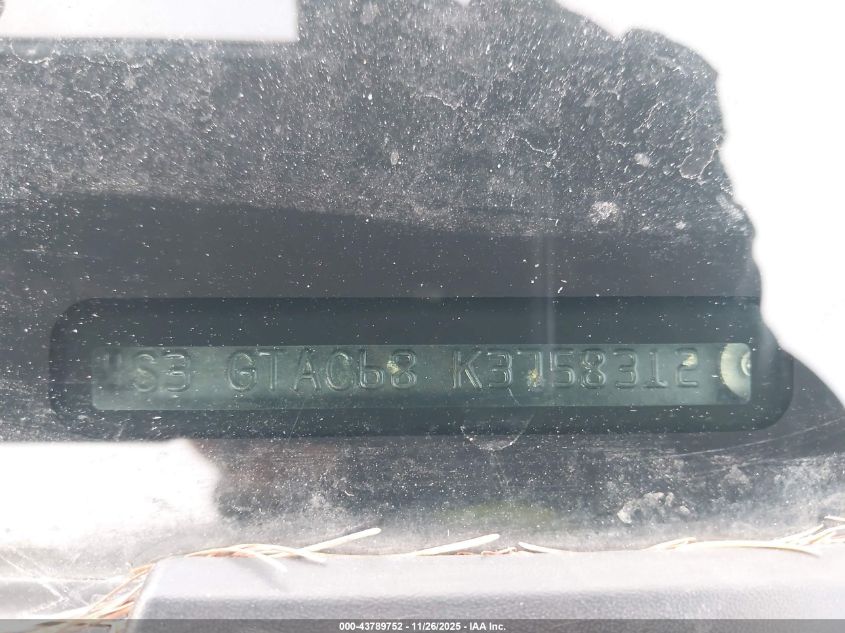 4S3 GTAC68 K3758312
000-43789752 - 11/26/2025 - IAA Inc.